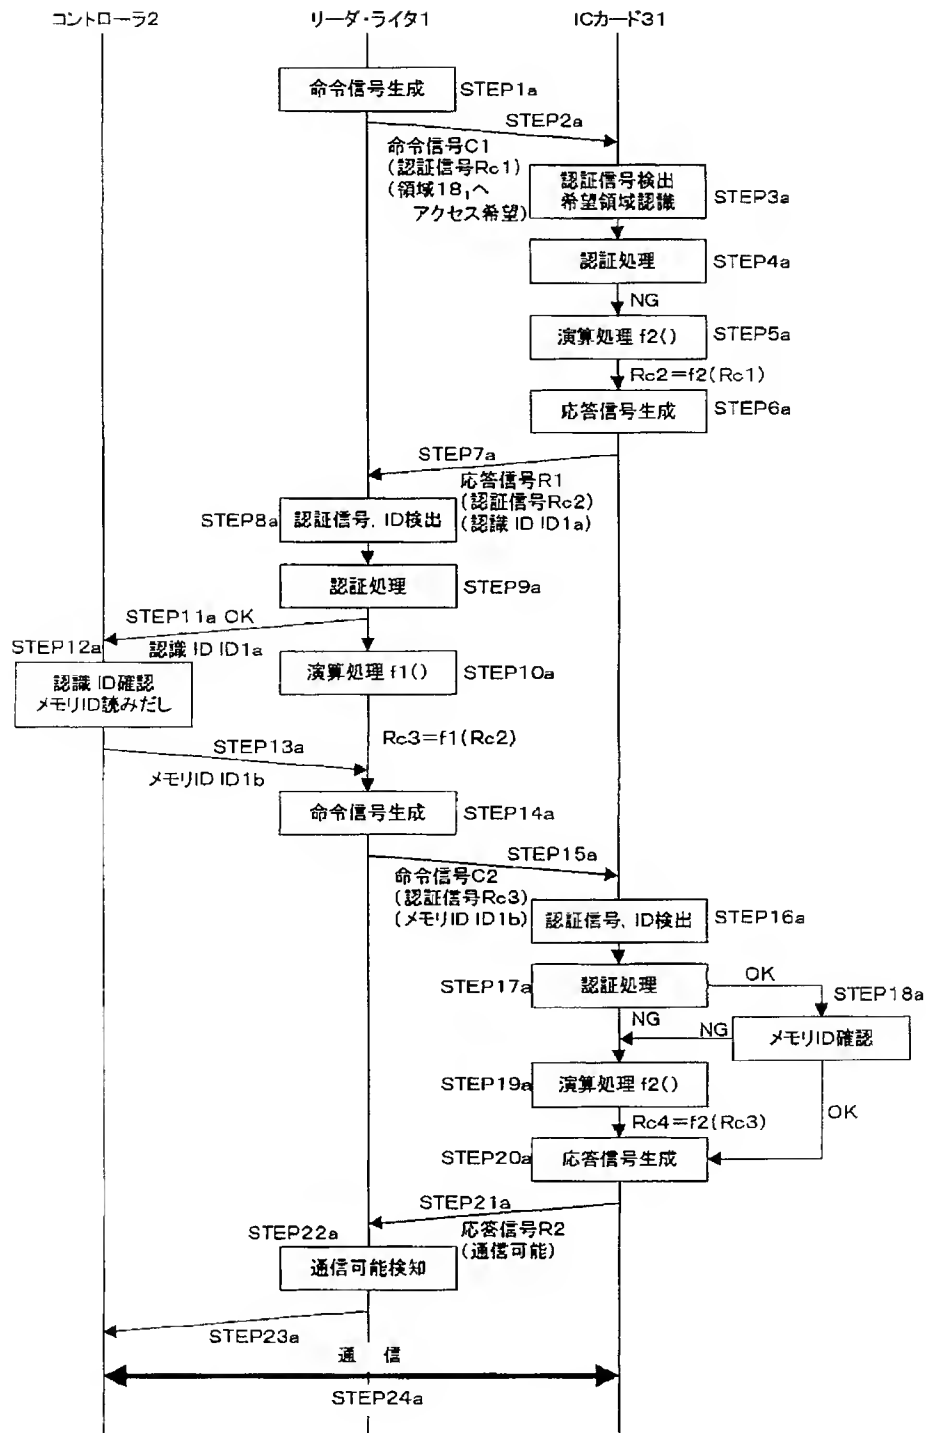 コントローラ2
リーダ・ライタ1
ICカード31
命令信号生成
STEP1a
STEP2a
命令信号C1
(認証信号Rc1)
(領域18₁へ
アクセス希望)
認証信号検出
希望領域認識
STEP3a
認証処理
STEP4a
NG
演算処理 f2()
STEP5a
Rc2=f2(Rc1)
応答信号生成
STEP6a
STEP7a
応答信号R1
(認証信号Rc2)
(認識 ID ID1a)
STEP8a
認証信号、ID検出
認証処理
STEP9a
STEP11a OK
認識 ID ID1a
STEP12a
認識 ID確認
メモリID読みだし
演算処理 f1()
STEP10a
Rc3=f1(Rc2)
STEP13a
メモリID ID1b
命令信号生成
STEP14a
STEP15a
命令信号C2
(認証信号Rc3)
(メモリID ID1b)
認証信号、ID検出
STEP16a
STEP17a
認証処理
OK
STEP18a
NG
NG
メモリID確認
STEP19a
演算処理 f2()
Rc4=f2(Rc3)
OK
STEP20a
応答信号生成
STEP21a
応答信号R2
(通信可能)
STEP22a
通信可能検知
STEP23a
通 信
STEP24a